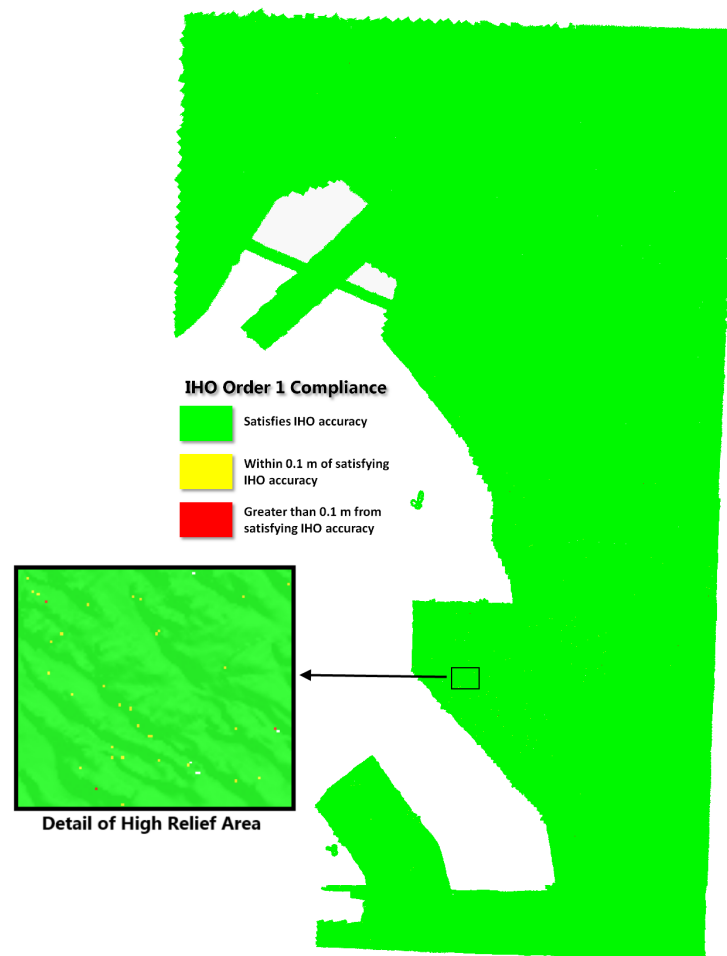 IHO Order 1 Compliance
Satisfies IHO accuracy
Within 0.1 m of satisfying
IHO accuracy
Greater than 0.1 m from
satisfying IHO accuracy
Detail of High Relief Area